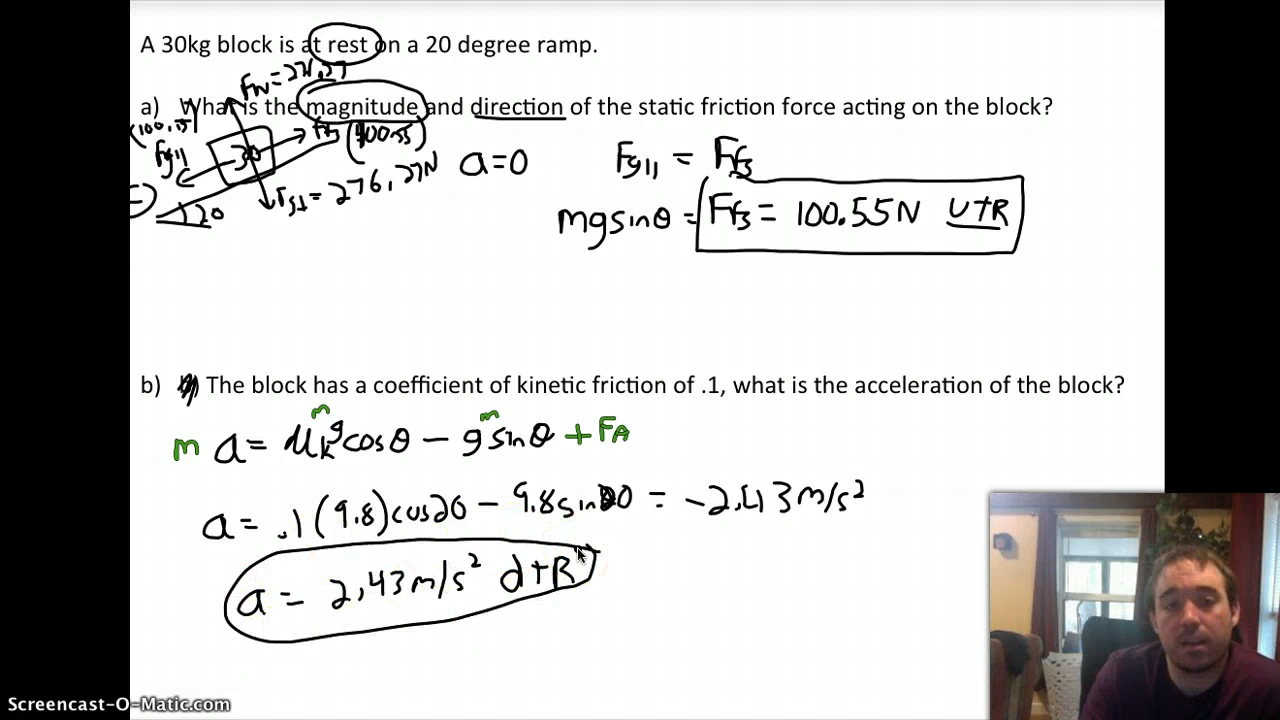 A 30kg block is at rest on a 20 degree ramp.
FN = 276.27
a) What is the magnitude and direction of the static friction force acting on the block?
(100.55)
Fg||
30
Ffs (100.55)
Fg⊥ = 276.27N
20
a=0
Fg|| = Ffs
mgsinθ = Ffs = 100.55N UTR
b) The block has a coefficient of kinetic friction of .1, what is the acceleration of the block?
m a = μk m g cosθ - m g sinθ + FA
a = .1(9.8)cos20 - 9.8sin20 = -2.43m/s²
a = 2.43m/s² dtR
Screencast-O-Matic.com